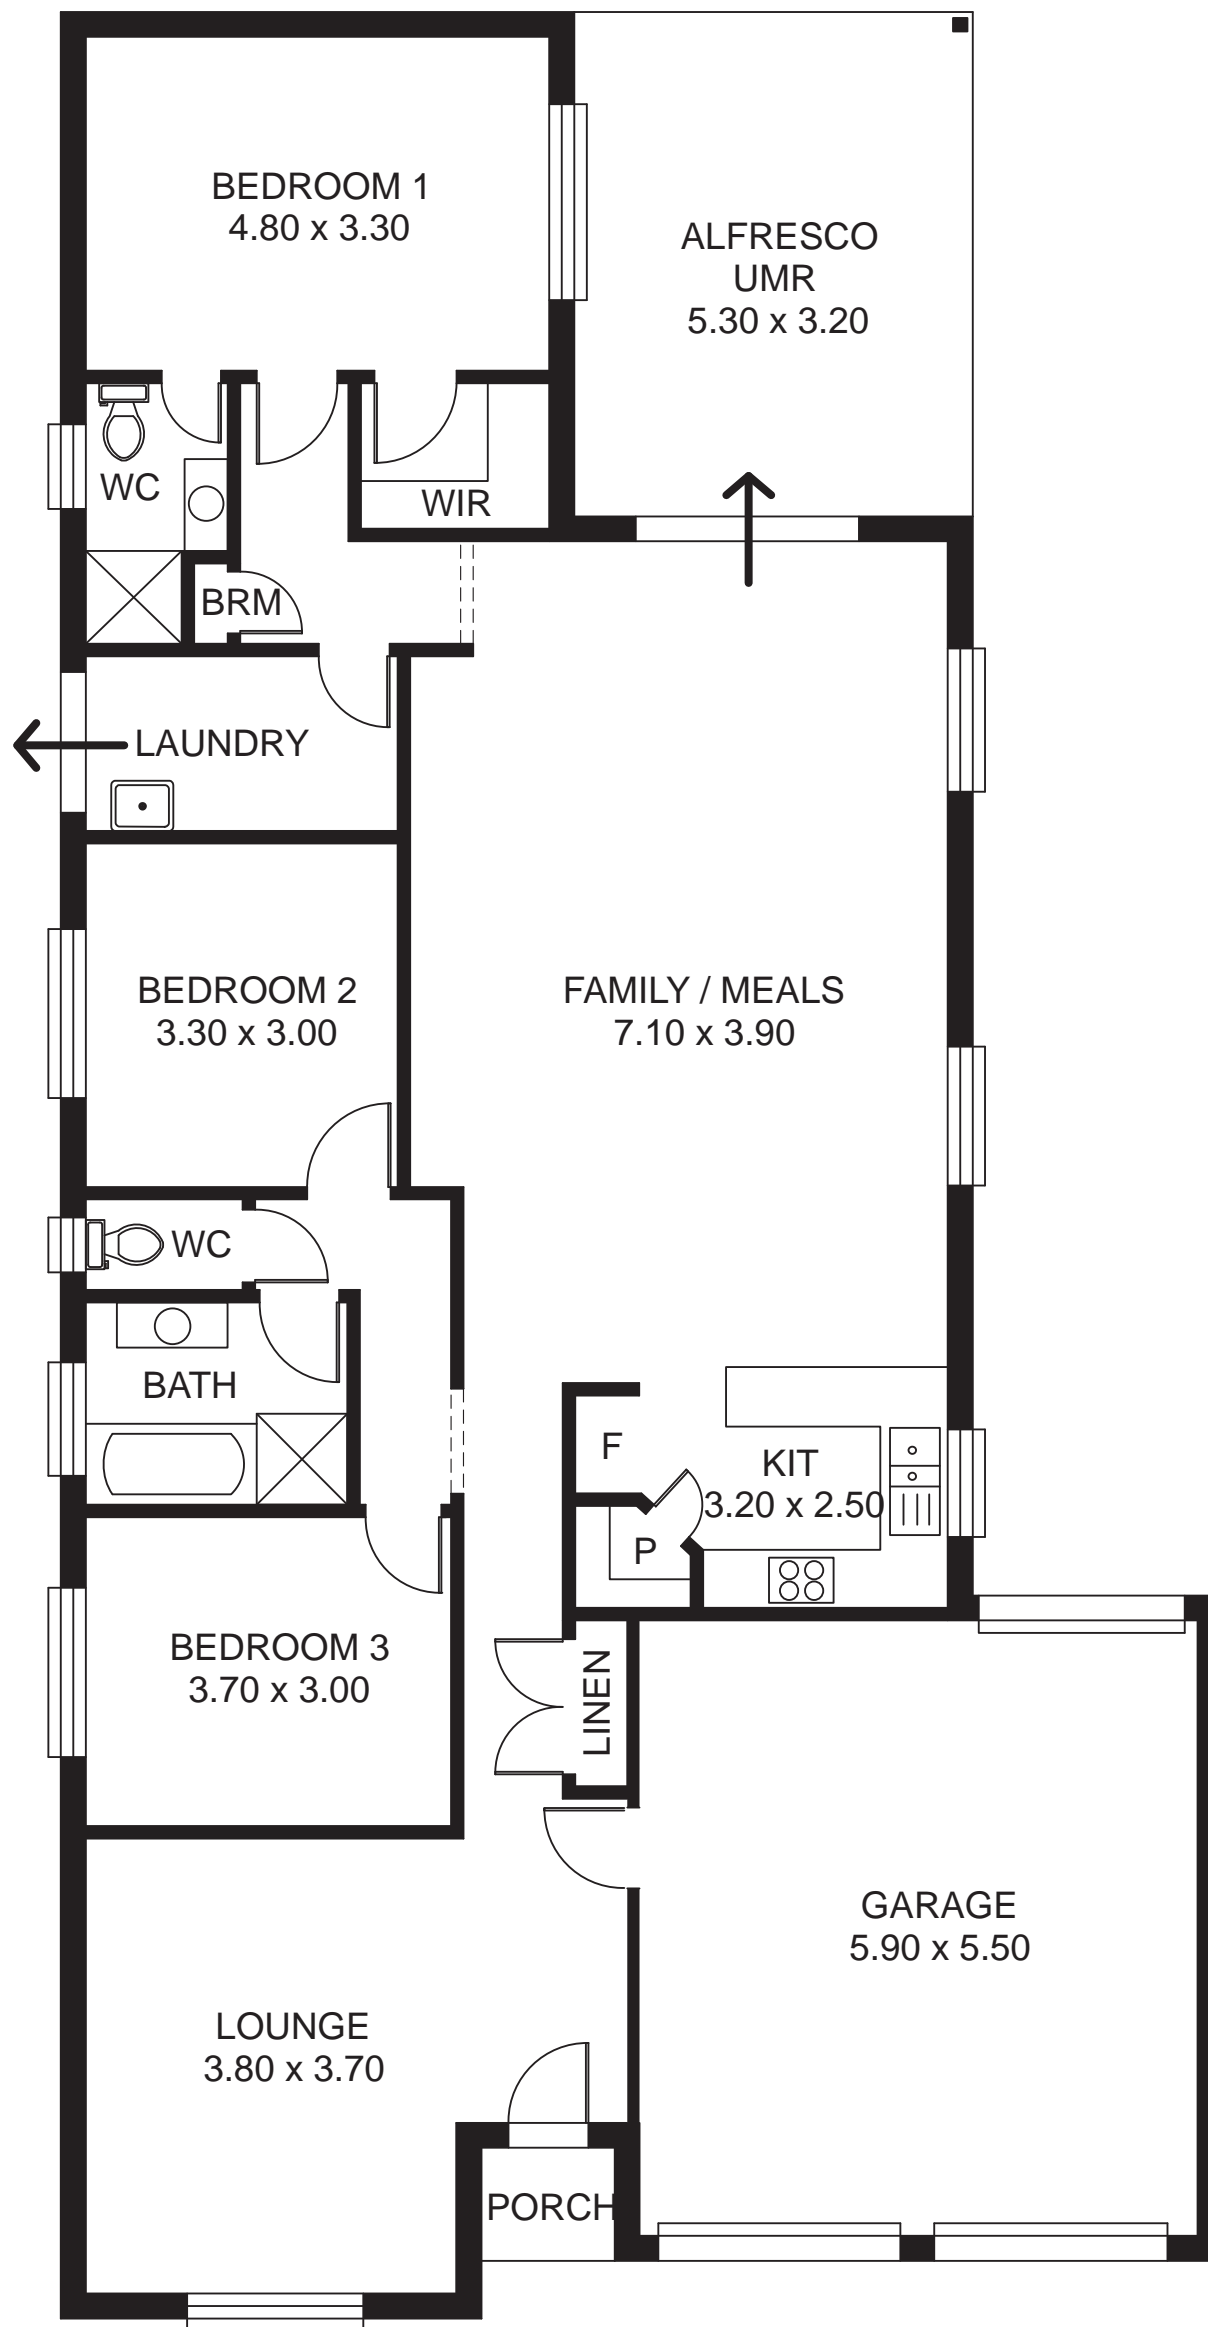 BEDROOM 1
4.80 x 3.30
ALFRESCO
UMR
5.30 x 3.20
WC
WIR
BRM
LAUNDRY
BEDROOM 2
3.30 x 3.00
FAMILY / MEALS
7.10 x 3.90
WC
BATH
F
KIT
3.20 x 2.50
P
BEDROOM 3
3.70 x 3.00
LINEN
GARAGE
5.90 x 5.50
LOUNGE
3.80 x 3.70
PORCH